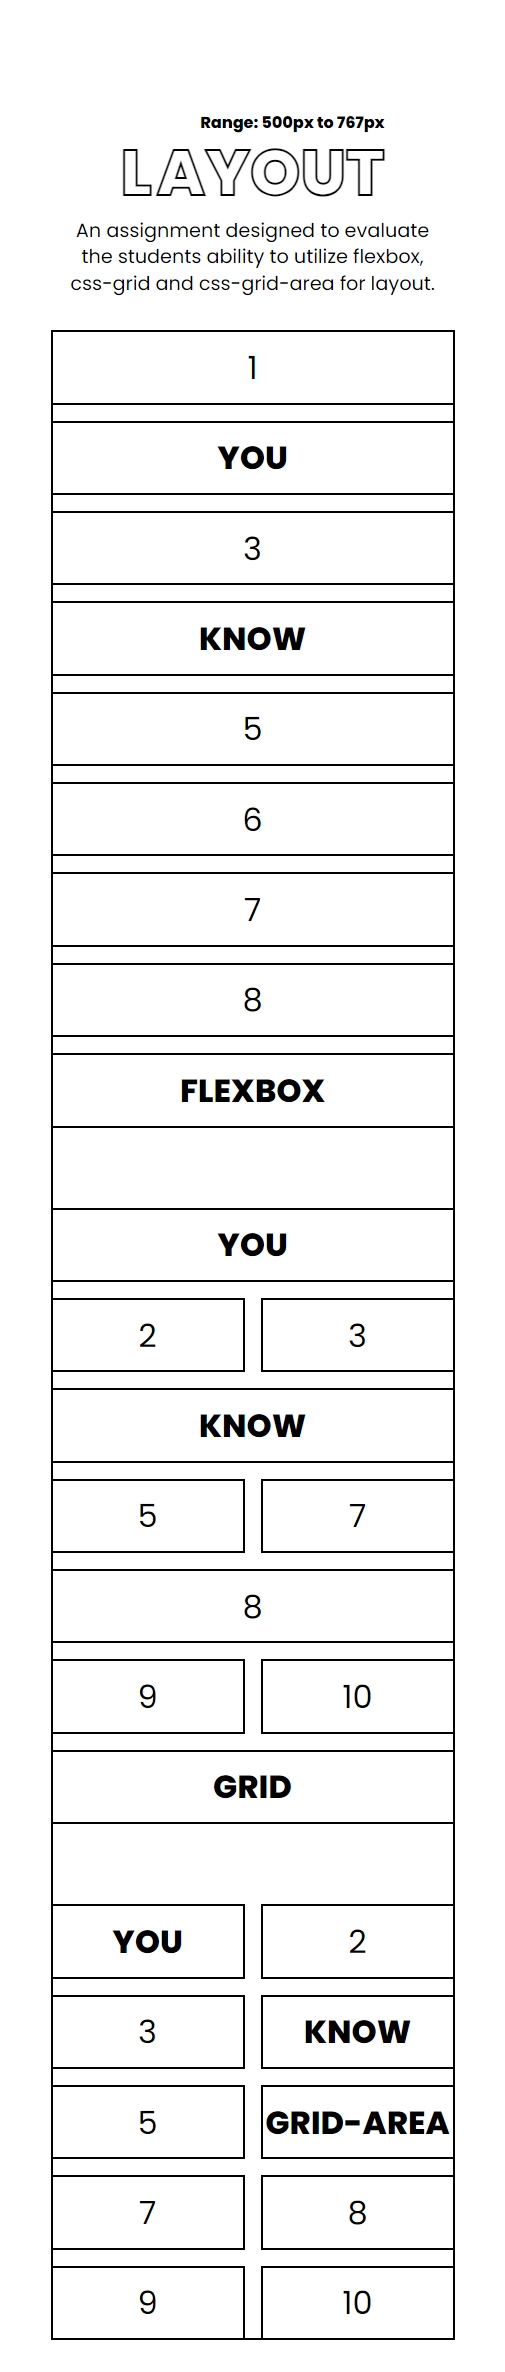 Range: 500px to 767px
LAYOUT
An assignment designed to evaluate
the students ability to utilize flexbox,
css-grid and css-grid-area for layout.
1
YOU
3
KNOW
5
6
7
8
FLEXBOX
YOU
2 3
KNOW
5 7
8
9 10
GRID
YOU 2
3 KNOW
5 GRID-AREA
7 8
9 10